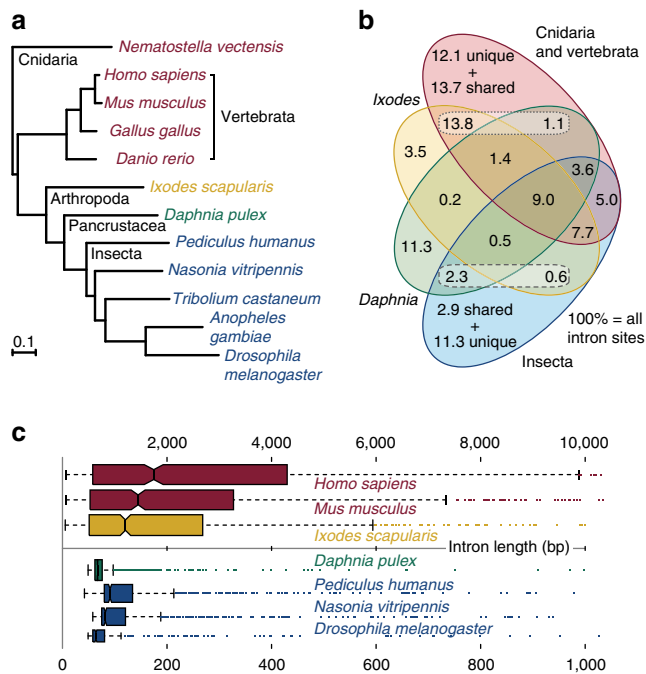 a
Nematostella vectensis
Cnidaria
Homo sapiens
Mus musculus
Vertebrata
Gallus gallus
Danio rerio
Ixodes scapularis
Arthropoda
Daphnia pulex
Pancrustacea
Pediculus humanus
Insecta
Nasonia vitripennis
Tribolium castaneum
Anopheles
gambiae
0.1
Drosophila
melanogaster
b
Cnidaria
and vertebrata
12.1 unique
+
13.7 shared
Ixodes
13.8
1.1
3.5
1.4
3.6
0.2
9.0
5.0
7.7
11.3
0.5
2.3
0.6
Daphnia
2.9 shared
+
11.3 unique
100% = all
intron sites
Insecta
c
2,000 4,000 6,000 8,000 10,000
Homo sapiens
Mus musculus
Ixodes scapularis
Intron length (bp)
Daphnia pulex
Pediculus humanus
Nasonia vitripennis
Drosophila melanogaster
0 200 400 600 800 1,000